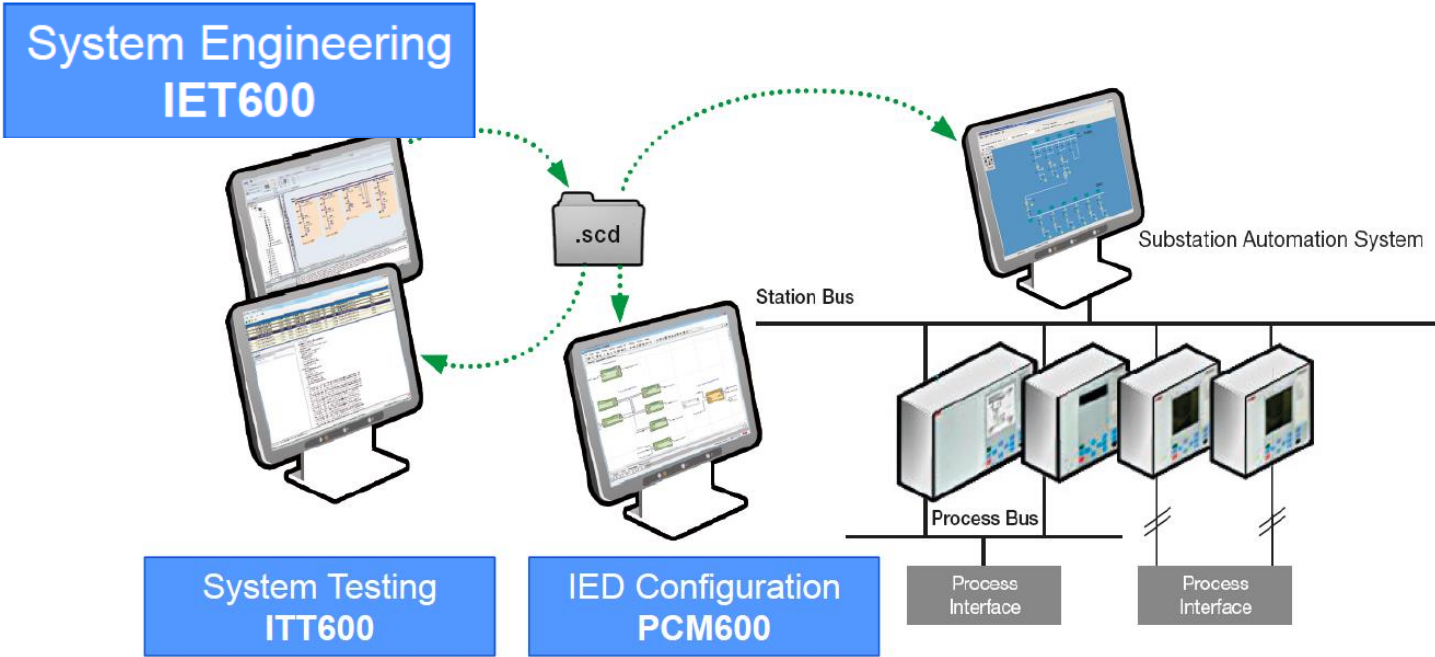 System Engineering
IET600
.scd
Substation Automation System
Station Bus
Process Bus
System Testing
ITT600
IED Configuration
PCM600
Process
Interface
Process
Interface